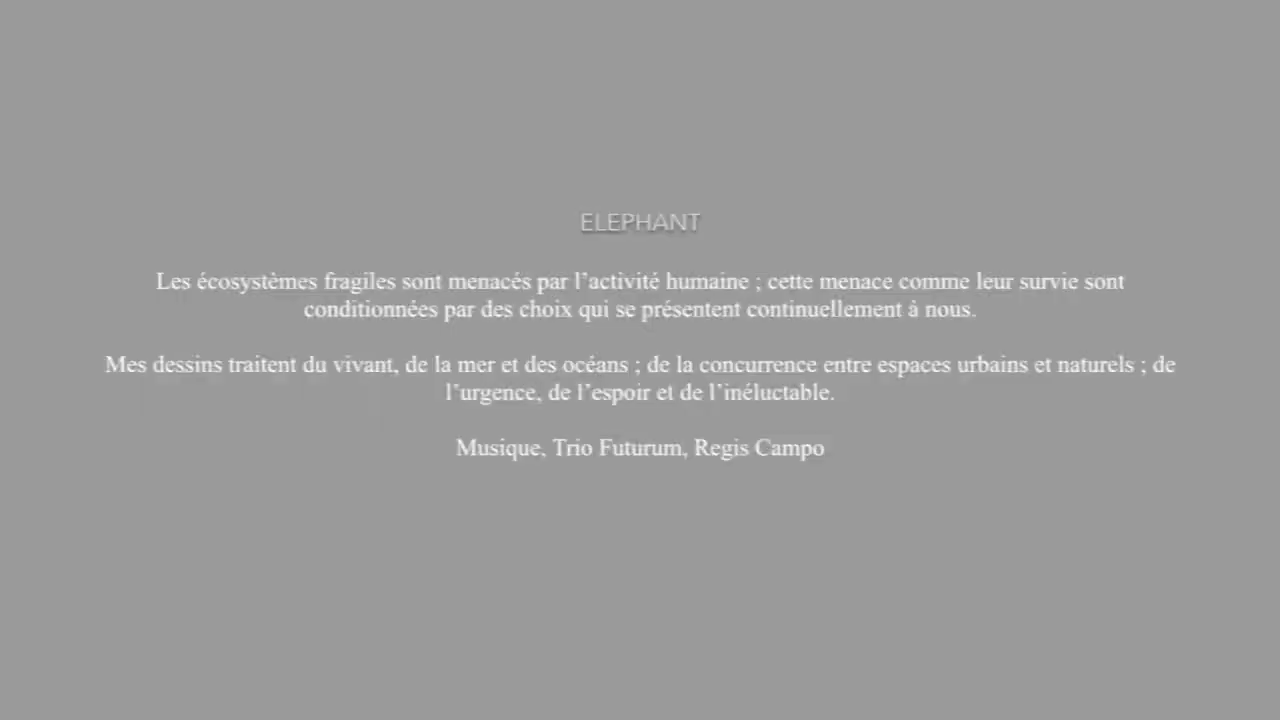 ELEPHANT
Les écosystèmes fragiles sont menacés par l’activité humaine ; cette menace comme leur survie sont
conditionnées par des choix qui se présentent continuellement à nous.
Mes dessins traitent du vivant, de la mer et des océans ; de la concurrence entre espaces urbains et naturels ; de
l’urgence, de l’espoir et de l’inéluctable.
Musique, Trio Futurum, Regis Campo